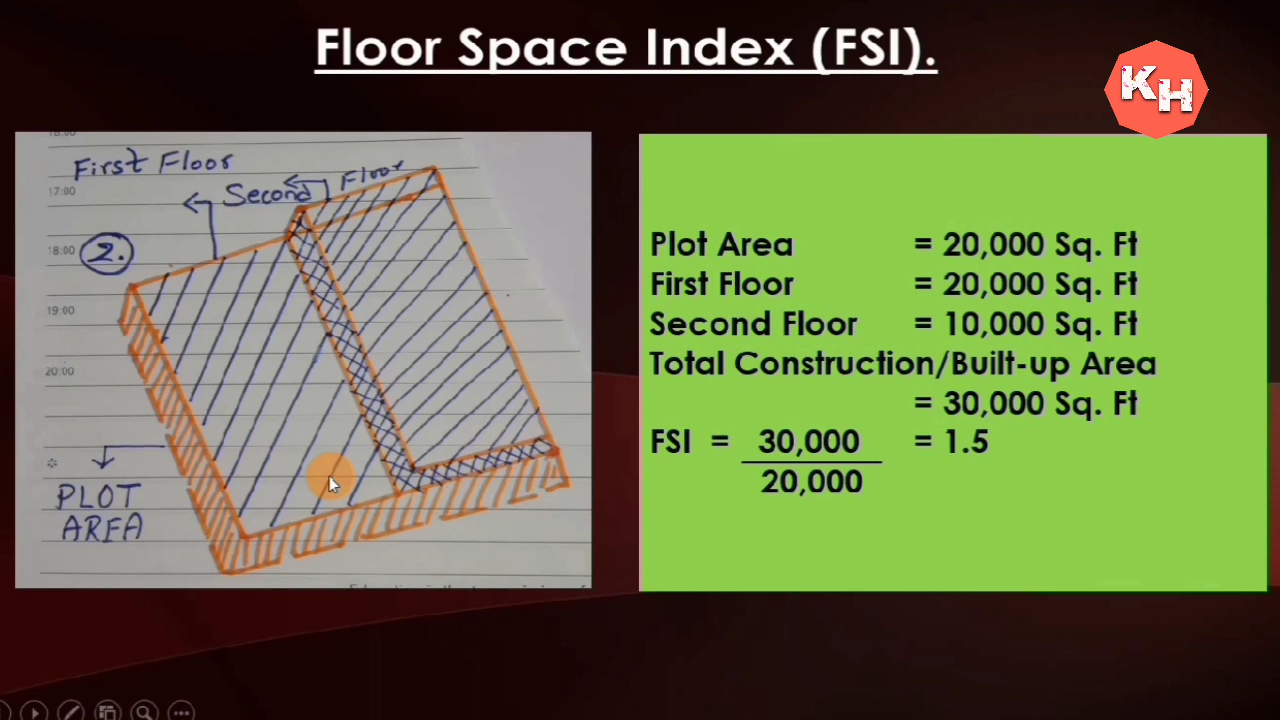 Floor Space Index (FSI).
KH
16:00
First Floor
17:00
Second Floor
18:00
2.
19:00
20:00
PLOT
AREA
Plot Area = 20,000 Sq. Ft
First Floor = 20,000 Sq. Ft
Second Floor = 10,000 Sq. Ft
Total Construction/Built-up Area
= 30,000 Sq. Ft
FSI = 30,000 = 1.5
20,000